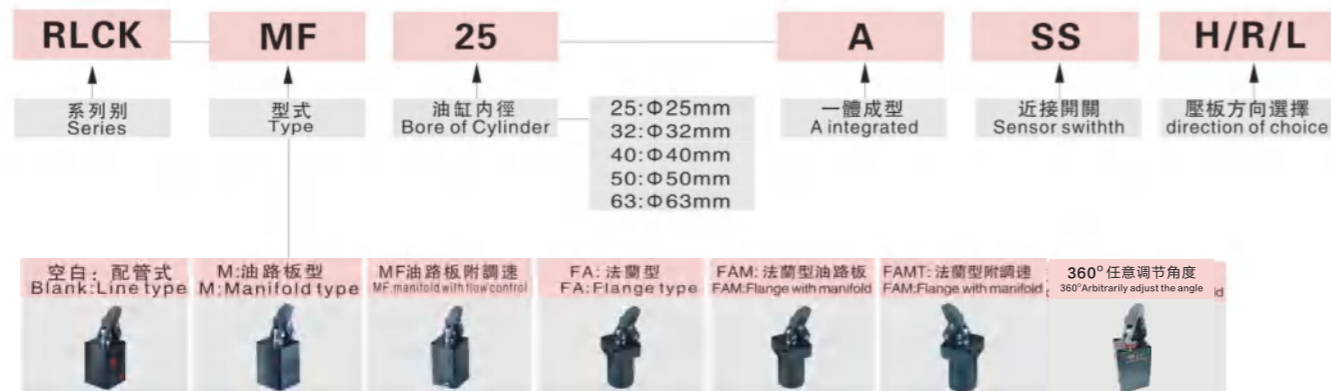 RLCK MF 25 A SS H/R/L
系列别
Series
型式
Type
油缸内徑
Bore of Cylinder
25:Φ25mm
32:Φ32mm
40:Φ40mm
50:Φ50mm
63:Φ63mm
一體成型
A integrated
近接開關
Sensor swithth
壓板方向選擇
direction of choice
空白：配管式
Blank:Line type
M:油路板型
M:Manifold type
MF油路板附調速
MF:manifold with flow control
FA:法蘭型
FA:Flange type
FAM:法蘭型油路板
FAM:Flange with manifold
FAMT:法蘭型附調速
FAM:Flange with manifold
360°任意调节角度
360°Arbitrarily adjust the angle